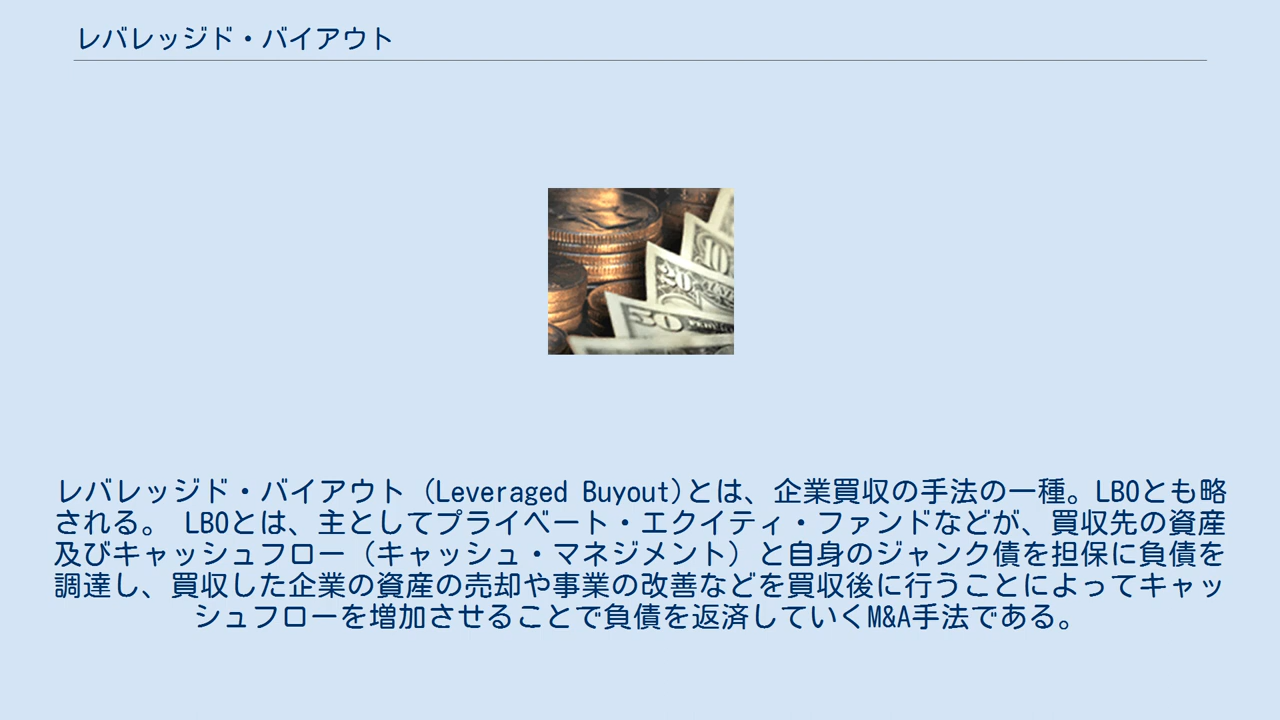 レバレッジド・バイアウト
10
20
50
レバレッジド・バイアウト（Leveraged Buyout)とは、企業買収の手法の一種。LBOとも略
される。 LBOとは、主としてプライベート・エクイティ・ファンドなどが、買収先の資産
及びキャッシュフロー（キャッシュ・マネジメント）と自身のジャンク債を担保に負債を
調達し、買収した企業の資産の売却や事業の改善などを買収後に行うことによってキャッ
シュフローを増加させることで負債を返済していくM&A手法である。